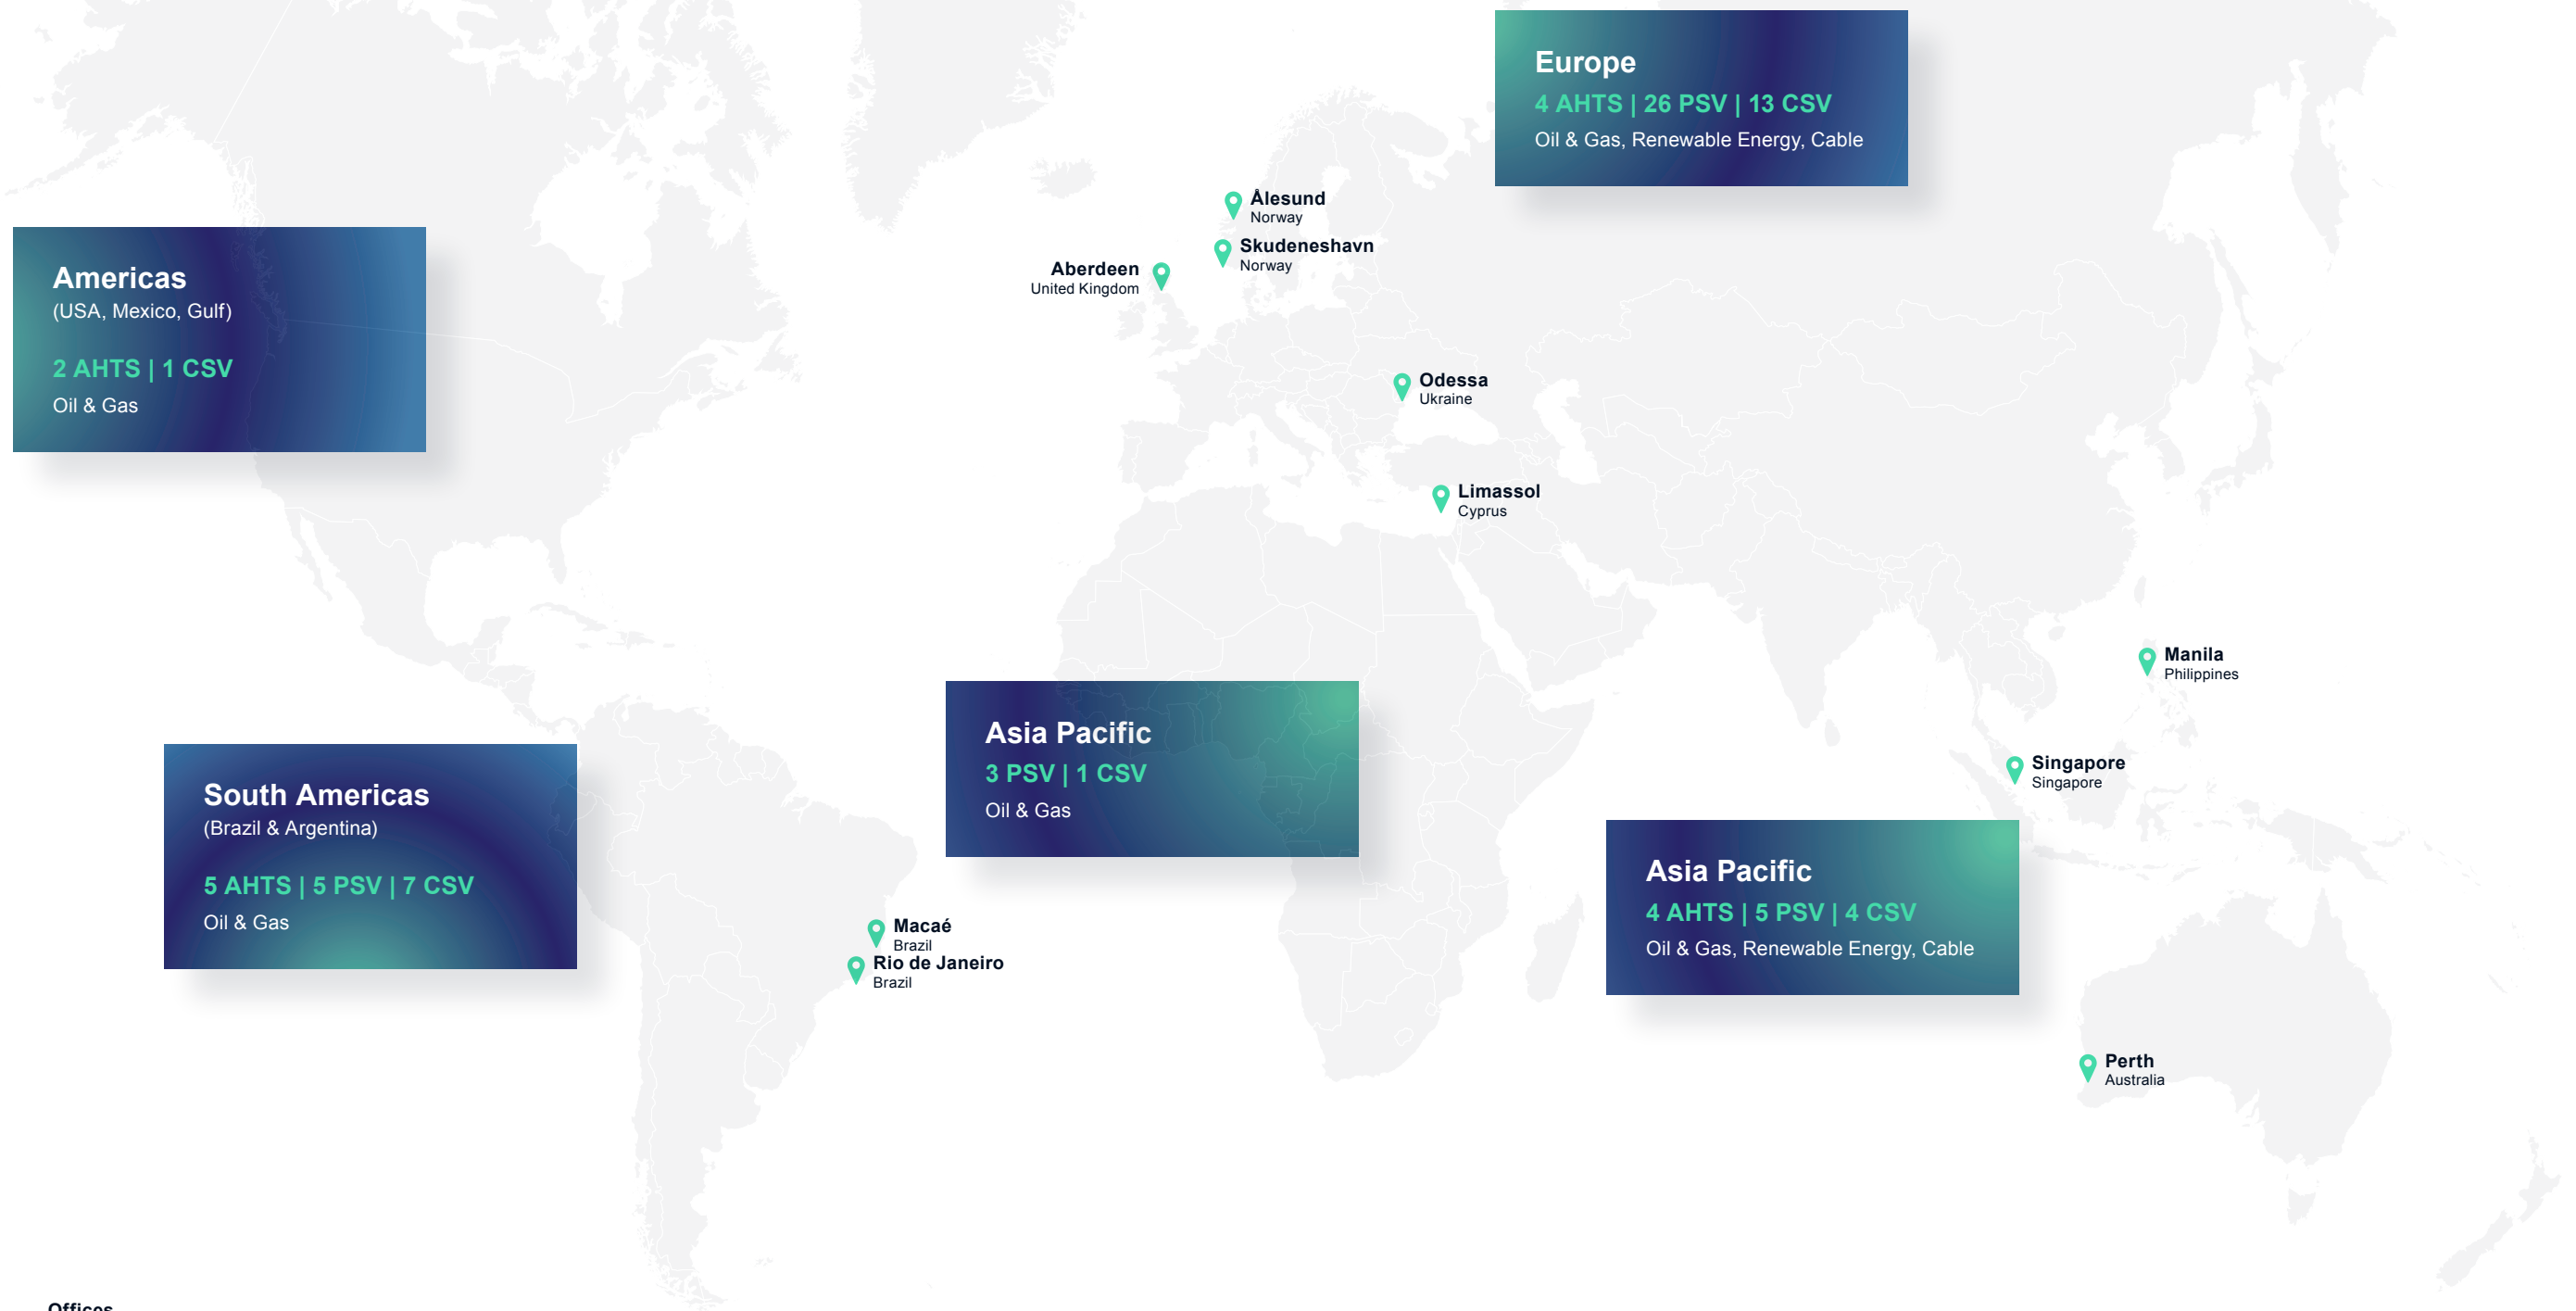 Europe
4 AHTS | 26 PSV | 13 CSV
Oil & Gas, Renewable Energy, Cable
Ålesund
Norway
Skudeneshavn
Norway
Aberdeen
United Kingdom
Americas
(USA, Mexico, Gulf)
2 AHTS | 1 CSV
Oil & Gas
Odessa
Ukraine
Limassol
Cyprus
Manila
Philippines
Asia Pacific
3 PSV | 1 CSV
Oil & Gas
Singapore
Singapore
South Americas
(Brazil & Argentina)
5 AHTS | 5 PSV | 7 CSV
Oil & Gas
Asia Pacific
4 AHTS | 5 PSV | 4 CSV
Oil & Gas, Renewable Energy, Cable
Macaé
Brazil
Rio de Janeiro
Brazil
Perth
Australia
Offices